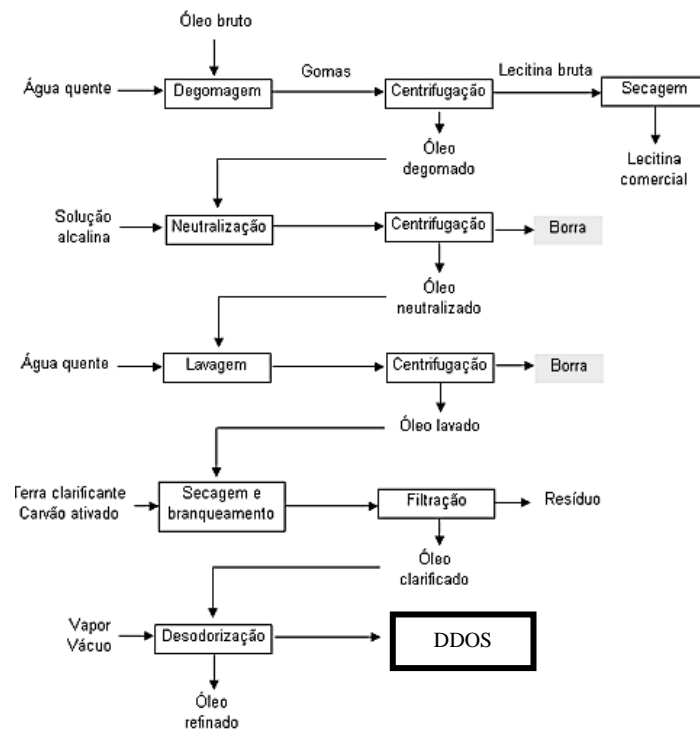 Óleo bruto
Água quente
Degomagem
Gomas
Centrifugação
Lecitina bruta
Secagem
Óleo
degomado
Lecitina
comercial
Solução
alcalina
Neutralização
Centrifugação
Borra
Óleo
neutralizado
Água quente
Lavagem
Centrifugação
Borra
Óleo lavado
Terra clarificante
Carvão ativado
Secagem e
branqueamento
Filtração
Resíduo
Óleo
clarificado
Vapor
Vácuo
Desodorização
DDOS
Óleo
refinado